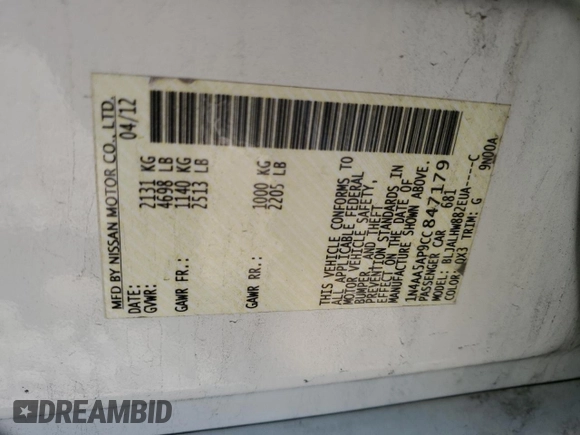 MFD BY NISSAN MOTOR CO., LTD.
DATE: 04/12
GVWR: 2131 KG
4698 LB
GAWR FR: 1140 KG
2513 LB
GAWR RR: 1000 KG
2205 LB
THIS VEHICLE CONFORMS TO
ALL APPLICABLE FEDERAL
MOTOR VEHICLE SAFETY,
BUMPER, AND THEFT
PREVENTION STANDARDS IN
EFFECT ON THE DATE OF
MANUFACTURE SHOWN ABOVE.
1N4AA5AP9CC847179
PASSENGER CAR 681
MODEL: BLJALHW882EUA----C
COLOR: QX3 TRIM: G
9N00A
DREAMBID